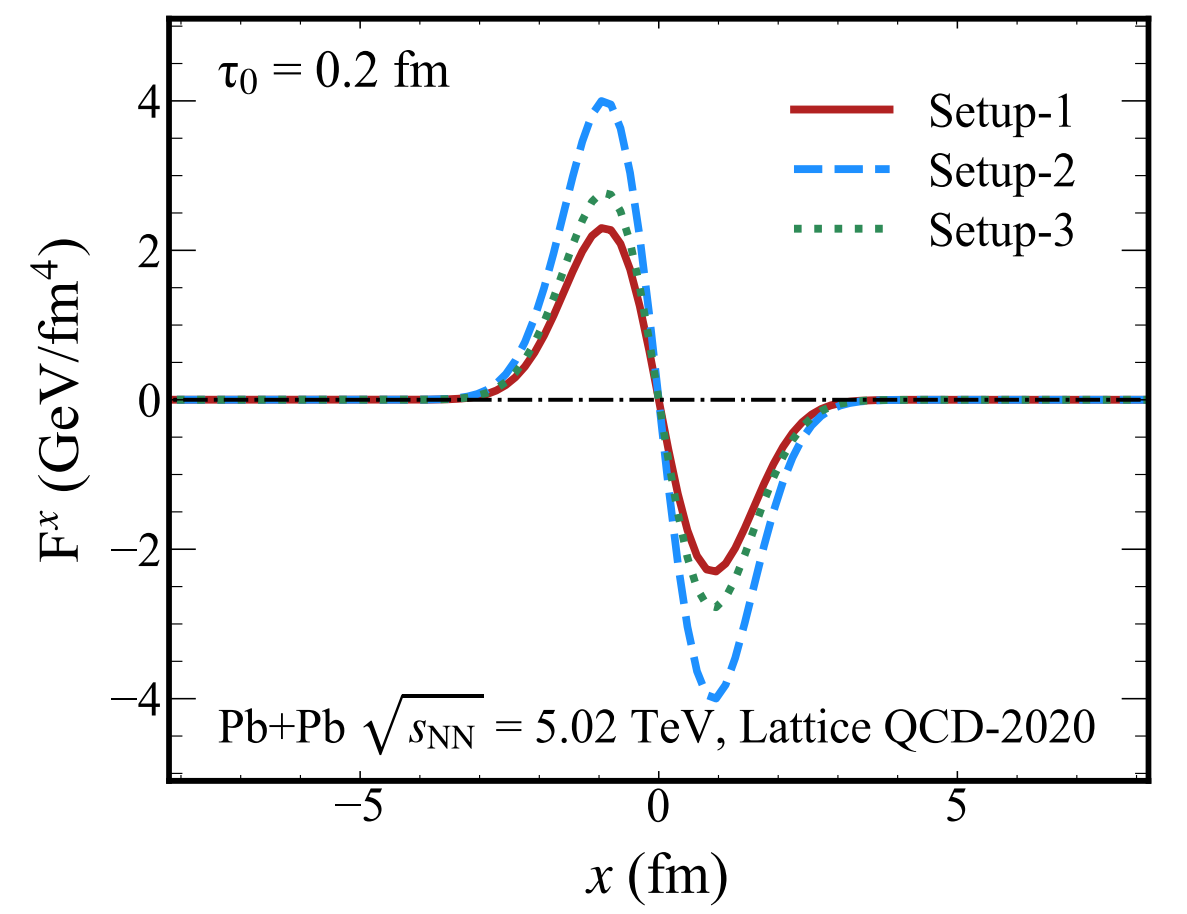 τ₀ = 0.2 fm
Setup-1
Setup-2
Setup-3
4
2
0
−2
−4
Fˣ (GeV/fm⁴)
Pb+Pb √s_NN = 5.02 TeV, Lattice QCD-2020
−5 0 5
x (fm)